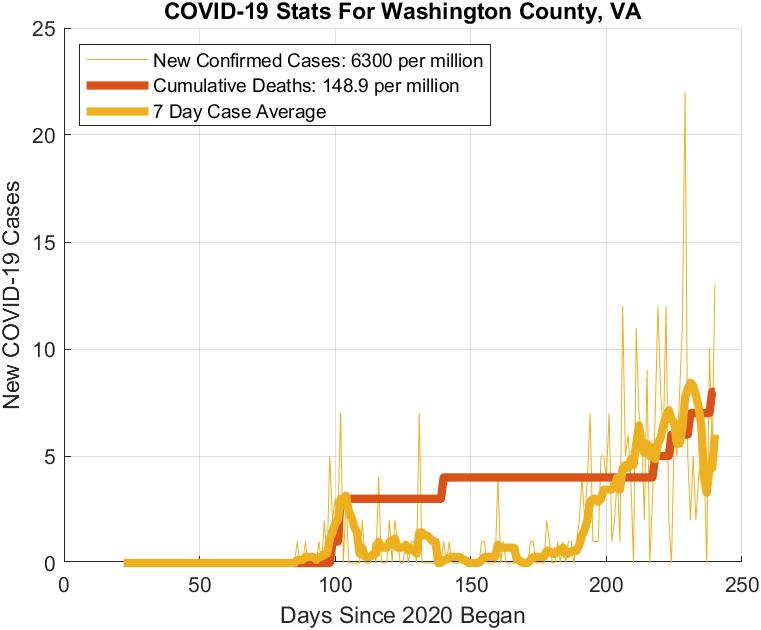 COVID-19 Stats For Washington County, VA
New Confirmed Cases: 6300 per million
Cumulative Deaths: 148.9 per million
7 Day Case Average
New COVID-19 Cases
25
20
15
10
5
0
0 50 100 150 200 250
Days Since 2020 Began